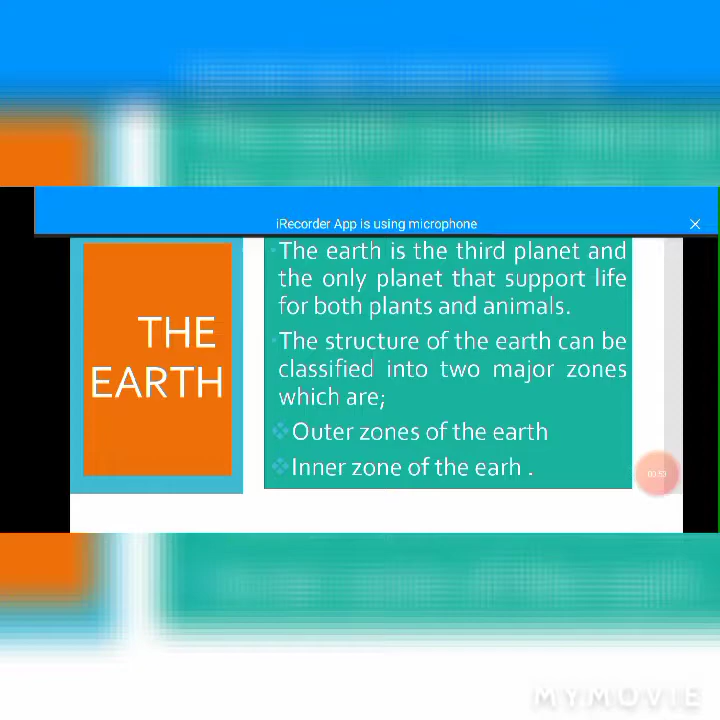 iRecorder App is using microphone
THE
EARTH
The earth is the third planet and
the only planet that support life
for both plants and animals.
The structure of the earth can be
classified into two major zones
which are;
Outer zones of the earth
Inner zone of the earh .
00:53
MYMOVIE